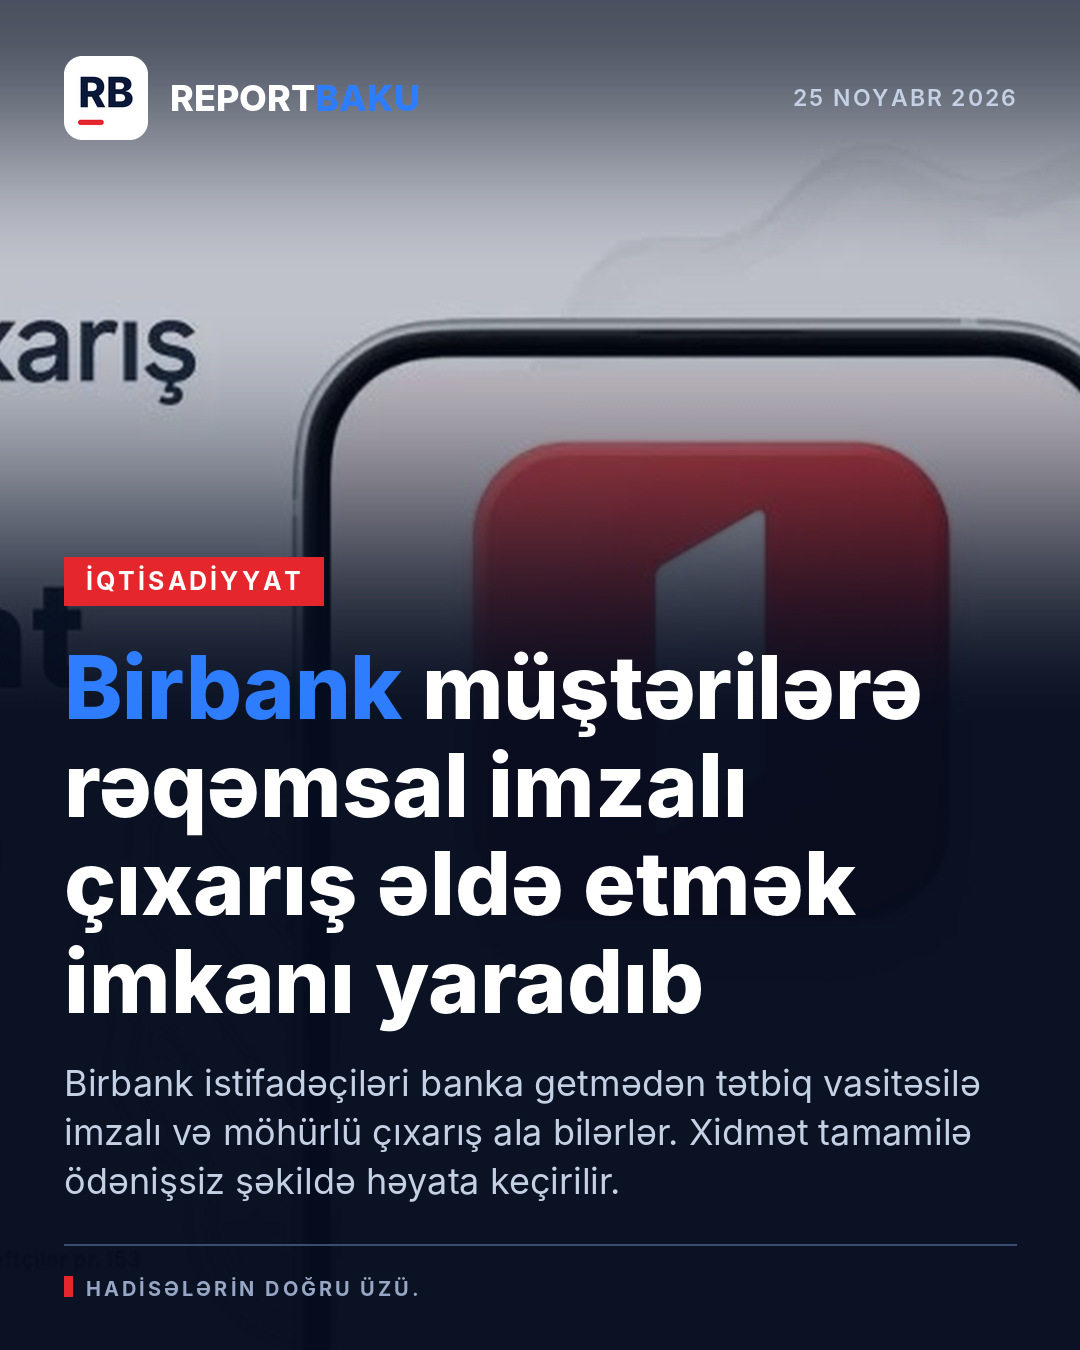 RB
REPORTBAKU
25 NOYABR 2026
xarış
İQTİSADİYYAT
Birbank müştərilərə
rəqəmsal imzalı
çıxarış əldə etmək
imkanı yaradıb
Birbank istifadəçiləri banka getmədən tətbiq vasitəsilə
imzalı və möhürlü çıxarış ala bilərlər. Xidmət tamamilə
ödənişsiz şəkildə həyata keçirilir.
HADİSƏLƏRİN DOĞRU ÜZÜ.